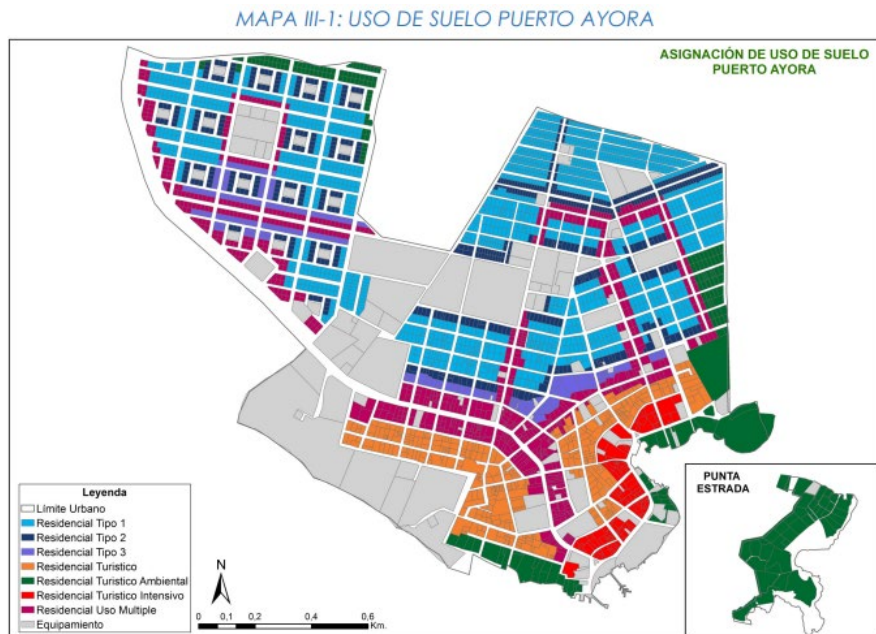 MAPA III-1: USO DE SUELO PUERTO AYORA
ASIGNACIÓN DE USO DE SUELO
PUERTO AYORA
Leyenda
Límite Urbano
Residencial Tipo 1
Residencial Tipo 2
Residencial Tipo 3
Residencial Turistico
Residencial Turistico Ambiental
Residencial Turistico Intensivo
Residencial Uso Multiple
Equipamiento
N
0 0,1 0,2 0,4 0,6
Km.
PUNTA
ESTRADA